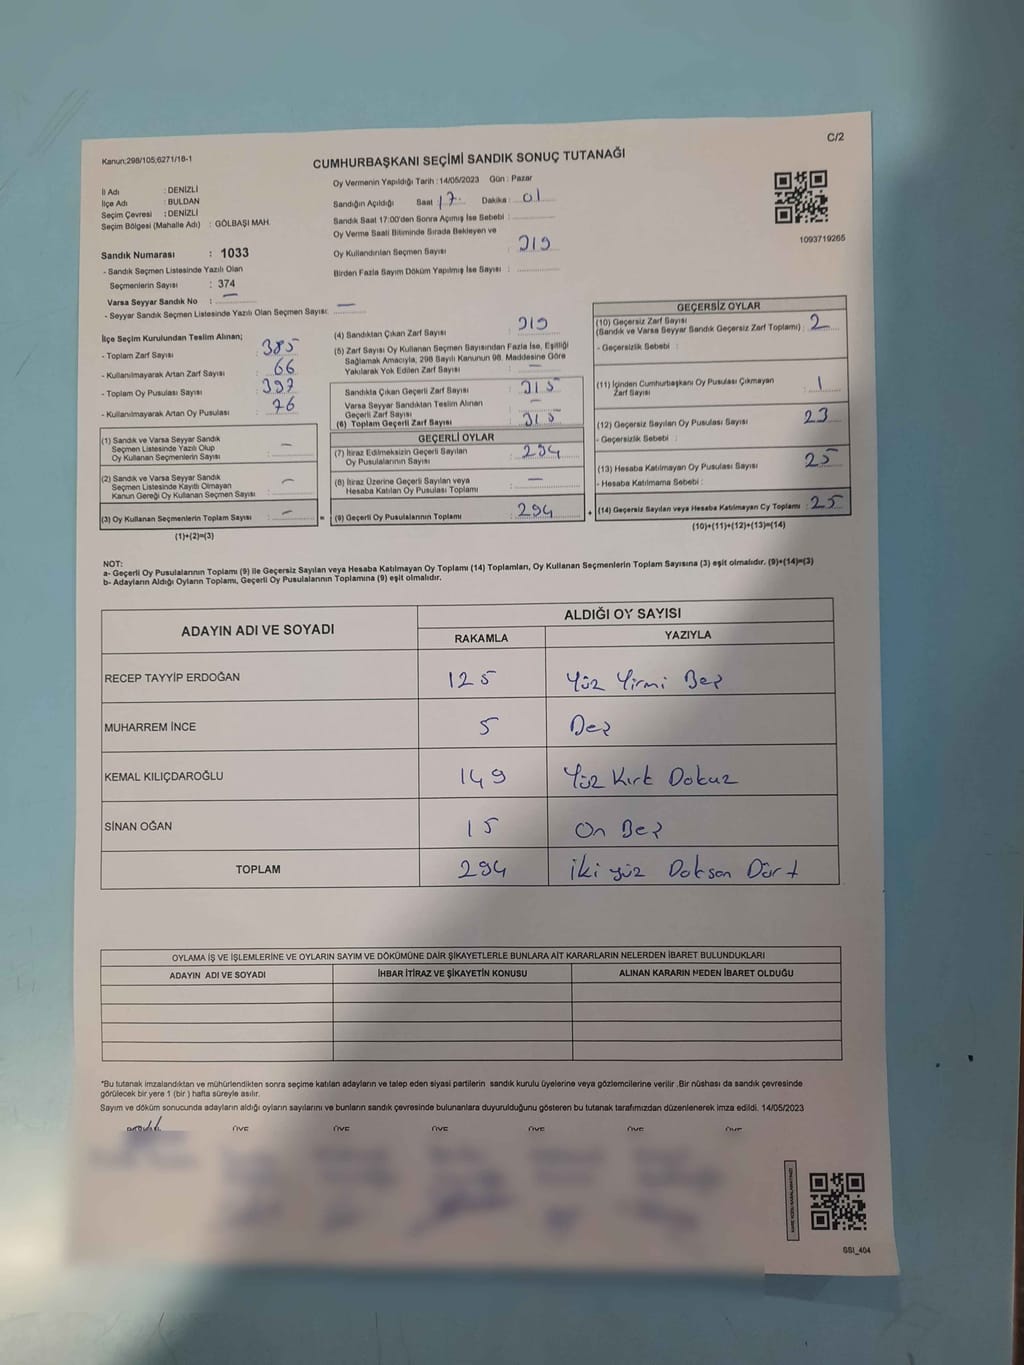 C/2
Kanun;298/105;6271/16-1
CUMHURBAŞKANI SEÇİMİ SANDIK SONUÇ TUTANAĞI
Oy Vermenin Yapıldığı Tarih :14/05/2023 Gün : Pazar
İl Adı : DENİZLİ
İlçe Adı : BULDAN
Seçim Çevresi : DENİZLİ
Seçim Bölgesi (Mahalle Adı) : GÖLBAŞI MAH.
Sandığın Açıldığı Saat 17. Dakika : 01
Sandık Saat 17:00'den Sonra Açımış İse Sebebi :
Oy Verme Saati Bitiminde Sırada Bekleyen ve
Oy Kullandırılan Seçmen Sayısı : 319
Birden Fazla Sayım Döküm Yapılmış İse Sayısı :
1093719265
Sandık Numarası : 1033
- Sandık Seçmen Listesinde Yazılı Olan
Seçmenlerin Sayısı : 374
Varsa Seyyar Sandık No : —
- Seyyar Sandık Seçmen Listesinde Yazılı Olan Seçmen Sayısı: —
İlçe Seçim Kurulundan Teslim Alınan;
- Toplam Zarf Sayısı : 385
- Kullanılmayarak Artan Zarf Sayısı : 66
- Toplam Oy Pusulası Sayısı : 397
- Kullanılmayarak Artan Oy Pusulası : 76
(1) Sandık ve Varsa Seyyar Sandık
Seçmen Listesinde Yazılı Olup
Oy Kullanan Seçmenlerin Sayısı : —
(2) Sandık ve Varsa Seyyar Sandık
Seçmen Listesinde Kayıtlı Olmayan
Kanun Gereği Oy Kullanan Seçmen Sayısı : —
(3) Oy Kullanan Seçmenlerin Toplam Sayısı : — =
(1)+(2)=(3)
(4) Sandıktan Çıkan Zarf Sayısı : 319
(5) Zarf Sayısı Oy Kullanan Seçmen Sayısından Fazla İse, Eşitliği
Sağlamak Amacıyla, 298 Sayılı Kanunun 98. Maddesine Göre
Yakılarak Yok Edilen Zarf Sayısı : —
Sandıkta Çıkan Geçerli Zarf Sayısı : 315
Varsa Seyyar Sandıktan Teslim Alınan
Geçerli Zarf Sayısı : —
(6) Toplam Geçerli Zarf Sayısı : 315
GEÇERLİ OYLAR
(7) İtiraz Edilmeksizin Geçerli Sayılan
Oy Pusulalarının Sayısı : 294
(8) İtiraz Üzerine Geçerli Sayılan veya
Hesaba Katılan Oy Pusulası Toplamı : —
(9) Geçerli Oy Pusulalarının Toplamı : 294 +
GEÇERSİZ OYLAR
(10) Geçersiz Zarf Sayısı
(Sandık ve Varsa Seyyar Sandık Geçersiz Zarf Toplamı) : 2
- Geçersizlik Sebebi :
(11) İçinden Cumhurbaşkanı Oy Pusulası Çıkmayan
Zarf Sayısı : 1
(12) Geçersiz Sayılan Oy Pusulası Sayısı : 23
- Geçersizlik Sebebi :
(13) Hesaba Katılmayan Oy Pusulası Sayısı : 25
- Hesaba Katılmama Sebebi :
(14) Geçersiz Sayılan veya Hesaba Katılmayan Oy Toplamı : 25
(10)+(11)+(12)+(13)=(14)
NOT:
a- Geçerli Oy Pusulalarının Toplamı (9) ile Geçersiz Sayılan veya Hesaba Katılmayan Oy Toplamı (14) Toplamları, Oy Kullanan Seçmenlerin Toplam Sayısına (3) eşit olmalıdır. (9)+(14)=(3)
b- Adayların Aldığı Oyların Toplamı, Geçerli Oy Pusulalarının Toplamına (9) eşit olmalıdır.
ADAYIN ADI VE SOYADI ALDIĞI OY SAYISI
RAKAMLA YAZIYLA
RECEP TAYYİP ERDOĞAN 125 Yüz Yirmi Beş
MUHARREM İNCE 5 Beş
KEMAL KILIÇDAROĞLU 149 Yüz Kırk Dokuz
SİNAN OĞAN 15 On Beş
TOPLAM 294 iki yüz Doksan Dört
OYLAMA İŞ VE İŞLEMLERİNE VE OYLARIN SAYIM VE DÖKÜMÜNE DAİR ŞİKAYETLERLE BUNLARA AİT KARARLARIN NELERDEN İBARET BULUNDUKLARI
ADAYIN ADI VE SOYADI İHBAR İTİRAZ VE ŞİKAYETİN KONUSU ALINAN KARARIN NEDEN İBARET OLDUĞU
*Bu tutanak imzalandıktan ve mühürlendikten sonra seçime katılan adayların ve talep eden siyasi partilerin sandık kurulu üyelerine veya gözlemcilerine verilir .Bir nüshası da sandık çevresinde
görülecek bir yere 1 (bir ) hafta süreyle asılır.
Sayım ve döküm sonucunda adayların aldığı oyların sayılarını ve bunların sandık çevresinde bulunanlara duyurulduğunu gösteren bu tutanak tarafımızdan düzenlenerek imza edildi. 14/05/2023
ÜYE ÜYE ÜYE ÜYE ÜYE ÜYE
GSI_404